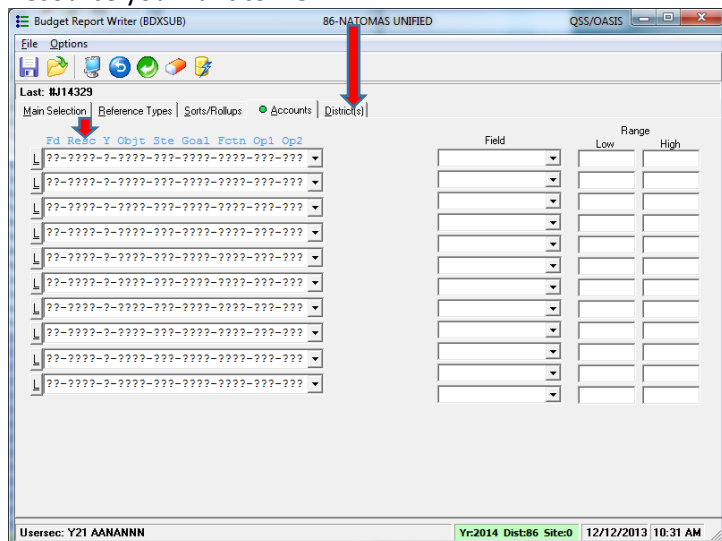 Budget Report Writer (BDXSUB) 86-NATOMAS UNIFIED QSS/OASIS
File Options
Last: #J14329
Main Selection Reference Types Sorts/Rollups Accounts District(s)
Fd Resc Y Objt Ste Goal Fctn Op1 Op2 Field Range
Low High
L ??-????-?-????-???-????-????-???-???
L ??-????-?-????-???-????-????-???-???
L ??-????-?-????-???-????-????-???-???
L ??-????-?-????-???-????-????-???-???
L ??-????-?-????-???-????-????-???-???
L ??-????-?-????-???-????-????-???-???
L ??-????-?-????-???-????-????-???-???
L ??-????-?-????-???-????-????-???-???
L ??-????-?-????-???-????-????-???-???
L ??-????-?-????-???-????-????-???-???
Usersec: Y21 AANANNN Yr:2014 Dist:86 Site:0 12/12/2013 10:31 AM